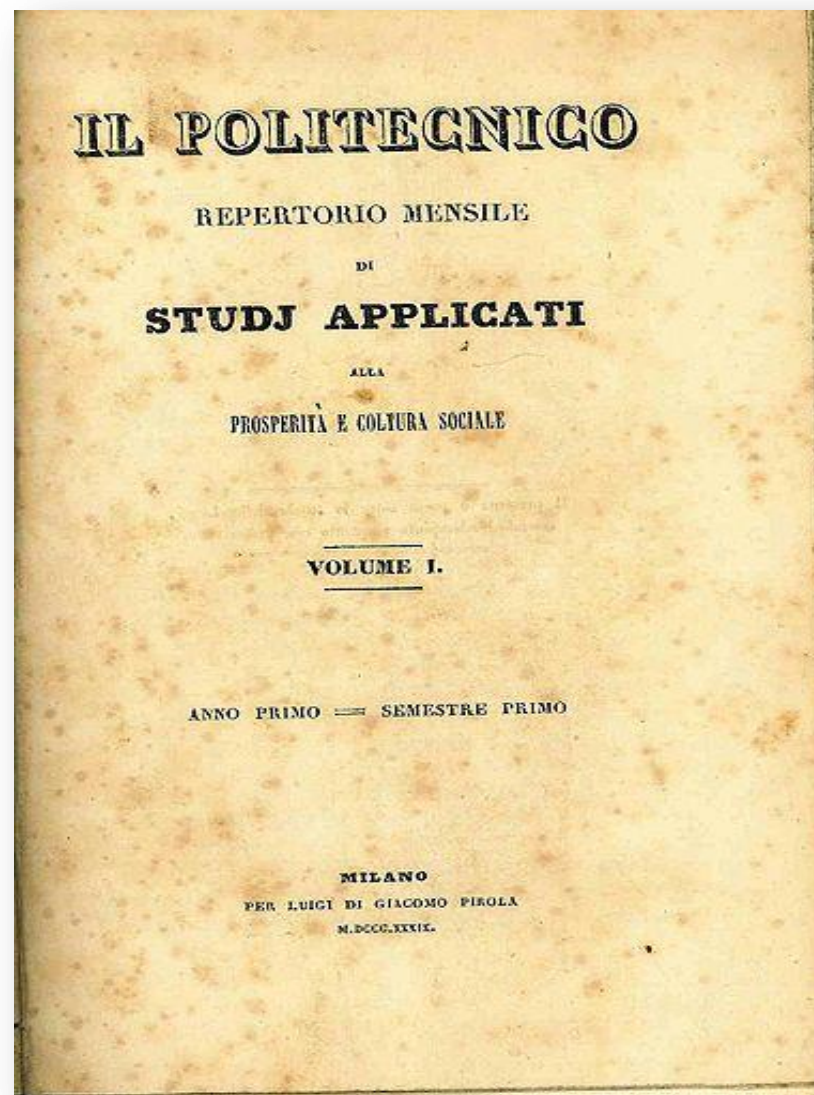 IL POLITECNICO
REPERTORIO MENSILE
DI
STUDJ APPLICATI
ALLA
PROSPERITÀ E COLTURA SOCIALE
VOLUME I.
ANNO PRIMO == SEMESTRE PRIMO
MILANO
PER LUIGI DI GIACOMO PIROLA
M.DCCC.XXXIX.